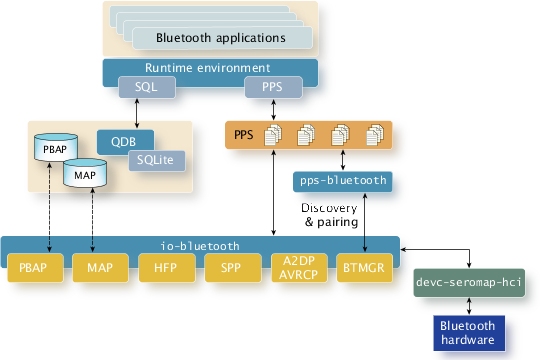 Bluetooth applications
Runtime environment
SQL
PPS
PBAP
MAP
QDB
SQLite
PPS
pps-bluetooth
Discovery
& pairing
io-bluetooth
PBAP
MAP
HFP
SPP
A2DP
AVRCP
BTMGR
devc-seromap-hci
Bluetooth
hardware